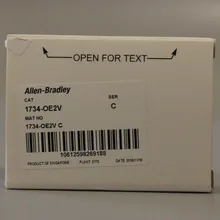 OPEN FOR TEXT
Allen-Bradley
CAT SER
1734-OE2V C
MAT NO
1734-OE2V C
10612598269188
PRODUCT OF SINGAPORE